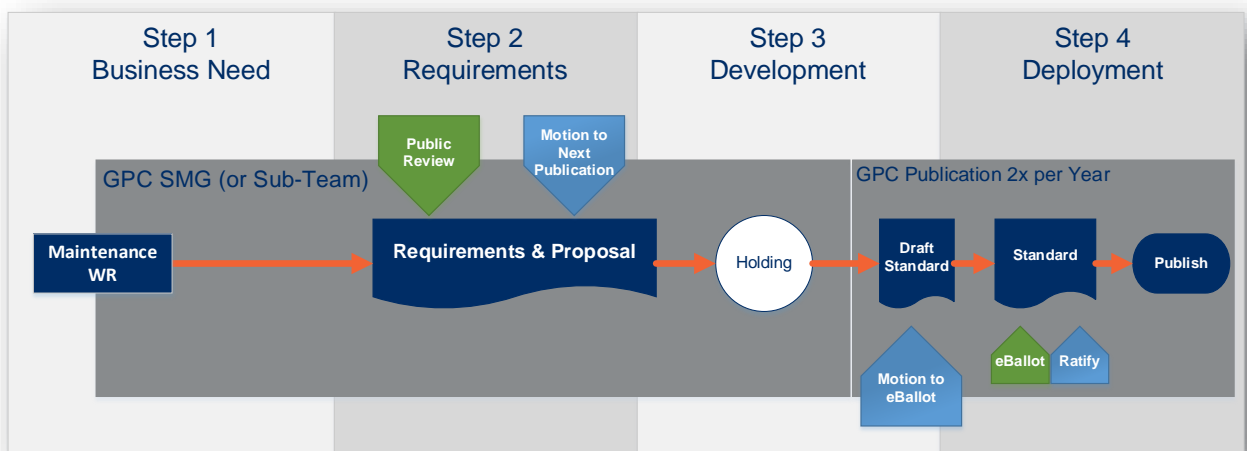 Step 1
Business Need
Step 2
Requirements
Step 3
Development
Step 4
Deployment
Public
Review
Motion to
Next
Publication
GPC SMG (or Sub-Team)
GPC Publication 2x per Year
Maintenance
WR
Requirements & Proposal
Holding
Draft
Standard
Standard
Publish
Motion to
eBallot
eBallot
Ratify